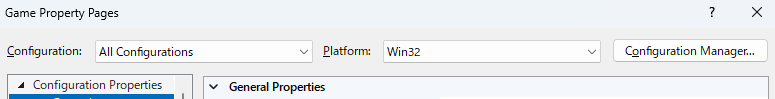 Game Property Pages
Configuration: All Configurations Platform: Win32 Configuration Manager...
Configuration Properties
General Properties